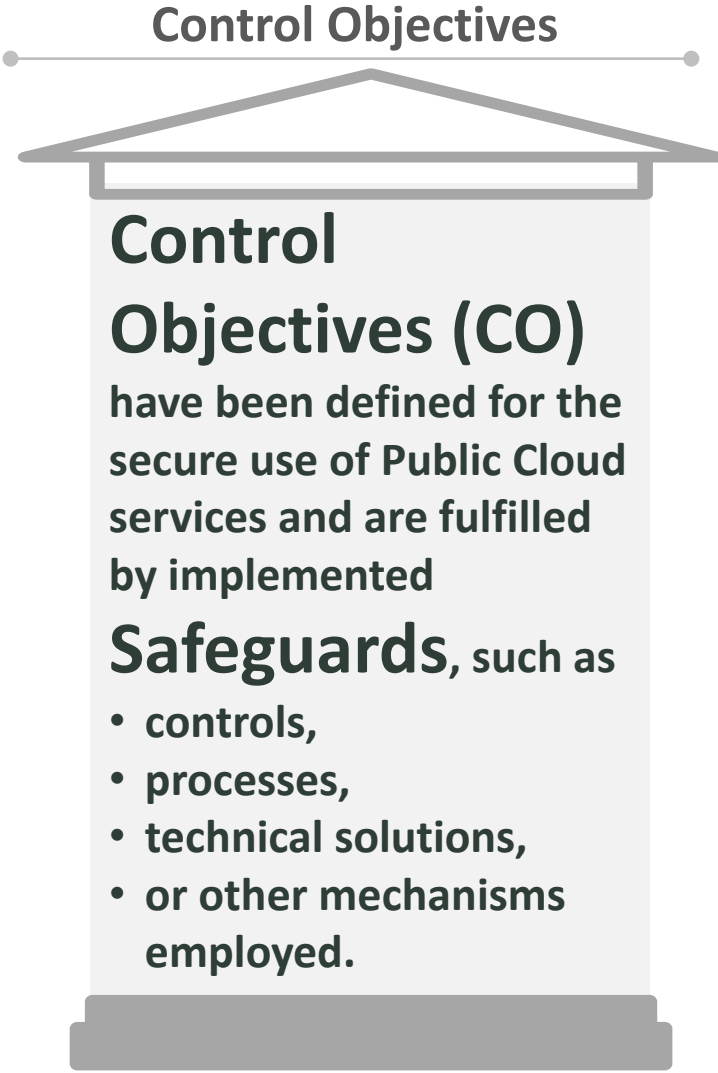 Control Objectives
Control
Objectives (CO)
have been defined for the
secure use of Public Cloud
services and are fulfilled
by implemented
Safeguards, such as
• controls,
• processes,
• technical solutions,
• or other mechanisms
employed.